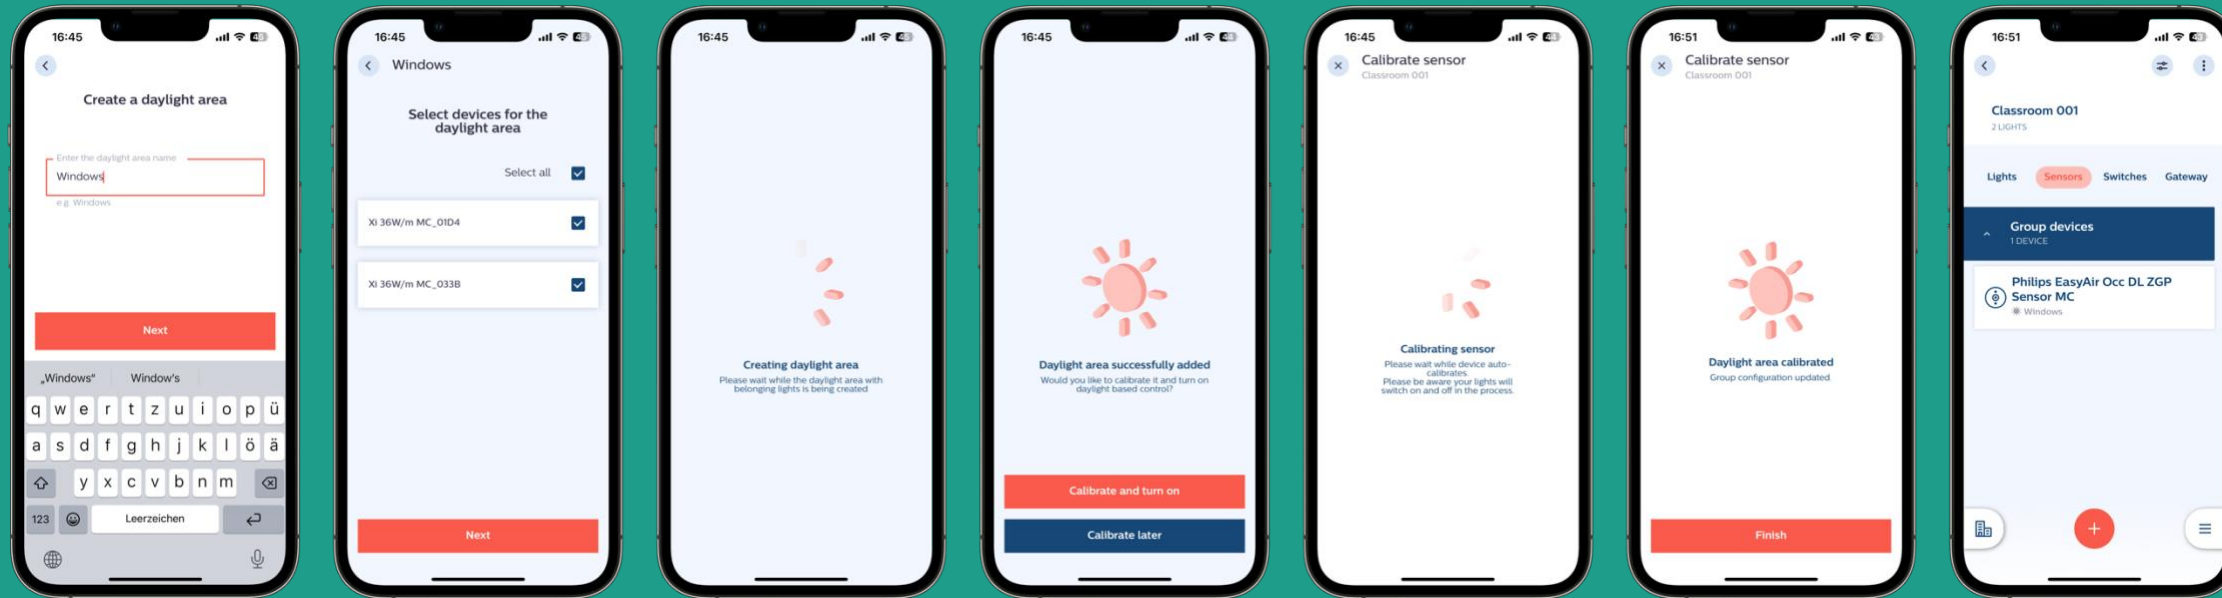 16:45
Create a daylight area
Enter the daylight area name
Windows
e.g. Windows
Next
„Windows“
Window's
q w e r t z u i o p ü
a s d f g h j k l ö ä
y x c v b n m
123
Leerzeichen
16:45
Windows
Select devices for the
daylight area
Select all
Xi 36W/m MC_01D4
Xi 36W/m MC_033B
Next
16:45
Creating daylight area
Please wait while the daylight area with
belonging lights is being created
16:45
Daylight area successfully added
Would you like to calibrate it and turn on
daylight based control?
Calibrate and turn on
Calibrate later
16:45
Calibrate sensor
Classroom 001
Calibrating sensor
Please wait while device auto-
calibrates.
Please be aware your lights will
switch on and off in the process.
16:51
Calibrate sensor
Classroom 001
Daylight area calibrated
Group configuration updated
Finish
16:51
Classroom 001
2 LIGHTS
Lights Sensors Switches Gateway
Group devices
1 DEVICE
Philips EasyAir Occ DL ZGP
Sensor MC
Windows